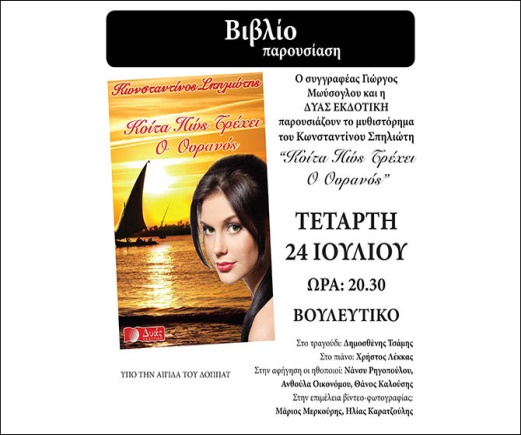 Βιβλίο
παρουσίαση
Κωνσταντίνος Σπηλιώτης
Κοίτα Πώς Τρέχει
Ο Ουρανός
Δυάς
Ο συγγραφέας Γιώργος
Μωύσογλου και η
ΔΥΑΣ ΕΚΔΟΤΙΚΗ
παρουσιάζουν το μυθιστόρημα
του Κωνσταντίνου Σπηλιώτη
“Κοίτα Πώς Τρέχει
Ο Ουρανός”
ΤΕΤΑΡΤΗ
24 ΙΟΥΛΙΟΥ
ΩΡΑ: 20.30
ΒΟΥΛΕΥΤΙΚΟ
Στο τραγούδι: Δημοσθένης Τσάμης
Στο πιάνο: Χρήστος Λέκκας
Στην αφήγηση οι ηθοποιοί: Νάνσυ Ρηγοπούλου,
Ανθούλα Οικονόμου, Θάνος Καλούσης
Στην επιμέλεια βίντεο-φωτογραφίας:
Μάριος Μερκούρης, Ηλίας Καρατζούλης
ΥΠΟ ΤΗΝ ΑΙΓΙΔΑ ΤΟΥ ΔΟΠΠΑΤ